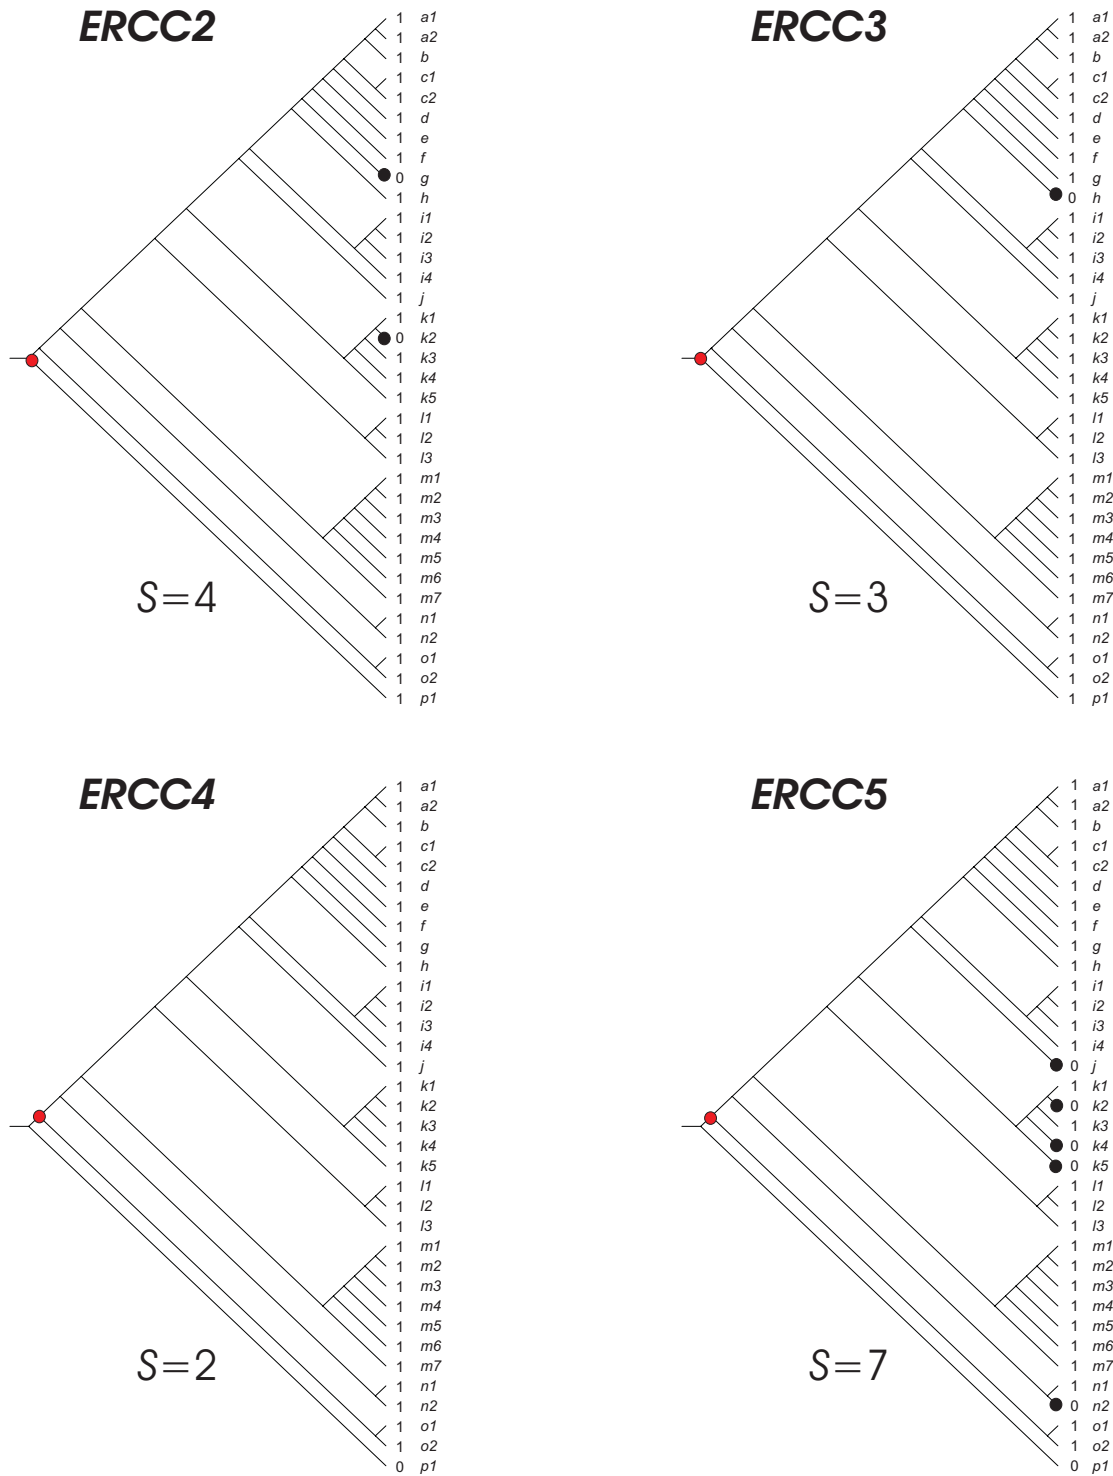 ERCC2
1 a1
1 a2
1 b
1 c1
1 c2
1 d
1 e
1 f
0 g
1 h
1 i1
1 i2
1 i3
1 i4
1 j
1 k1
0 k2
1 k3
1 k4
1 k5
1 l1
1 l2
1 l3
1 m1
1 m2
1 m3
1 m4
1 m5
1 m6
1 m7
1 n1
1 n2
1 o1
1 o2
1 p1
S=4
ERCC3
1 a1
1 a2
1 b
1 c1
1 c2
1 d
1 e
1 f
1 g
0 h
1 i1
1 i2
1 i3
1 i4
1 j
1 k1
1 k2
1 k3
1 k4
1 k5
1 l1
1 l2
1 l3
1 m1
1 m2
1 m3
1 m4
1 m5
1 m6
1 m7
1 n1
1 n2
1 o1
1 o2
1 p1
S=3
ERCC4
1 a1
1 a2
1 b
1 c1
1 c2
1 d
1 e
1 f
1 g
1 h
1 i1
1 i2
1 i3
1 i4
1 j
1 k1
1 k2
1 k3
1 k4
1 k5
1 l1
1 l2
1 l3
1 m1
1 m2
1 m3
1 m4
1 m5
1 m6
1 m7
1 n1
1 n2
1 o1
1 o2
0 p1
S=2
ERCC5
1 a1
1 a2
1 b
1 c1
1 c2
1 d
1 e
1 f
1 g
1 h
1 i1
1 i2
1 i3
1 i4
0 j
1 k1
0 k2
1 k3
0 k4
0 k5
1 l1
1 l2
1 l3
1 m1
1 m2
1 m3
1 m4
1 m5
1 m6
1 m7
1 n1
0 n2
1 o1
1 o2
0 p1
S=7